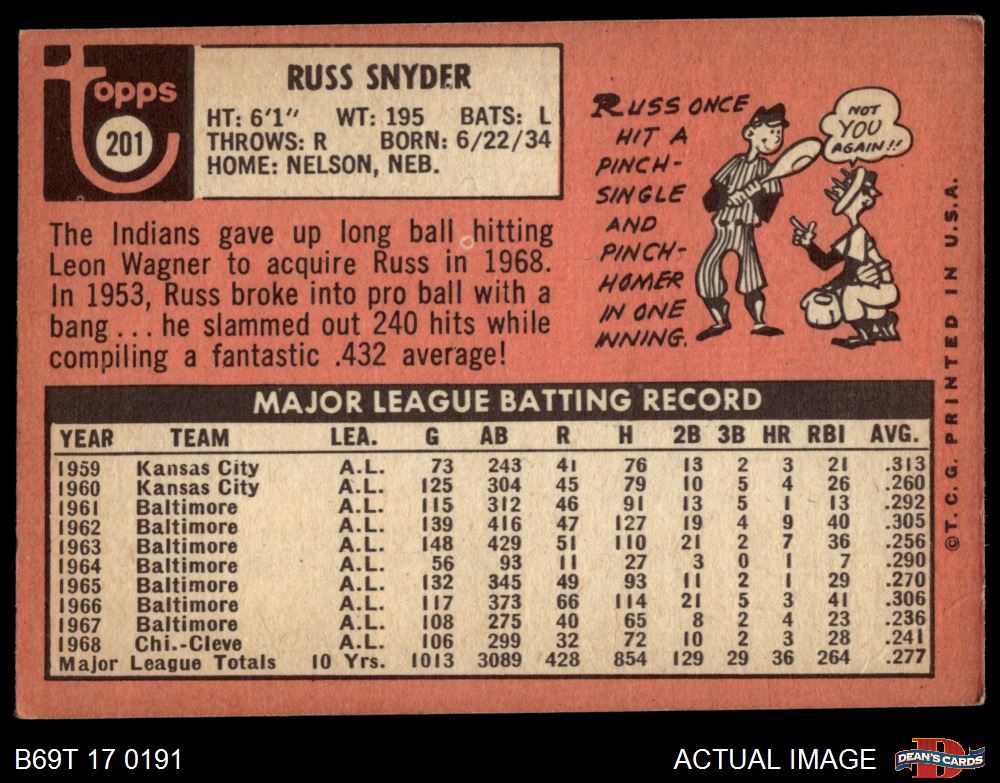 Topps
201
RUSS SNYDER
HT: 6'1" WT: 195 BATS: L
THROWS: R BORN: 6/22/34
HOME: NELSON, NEB.
The Indians gave up long ball hitting
Leon Wagner to acquire Russ in 1968.
In 1953, Russ broke into pro ball with a
bang... he slammed out 240 hits while
compiling a fantastic .432 average!
RUSS ONCE
HIT A
PINCH-
SINGLE
AND
PINCH-
HOMER
IN ONE
INNING.
NOT
YOU
AGAIN!!
©T. C. G. PRINTED IN U.S.A.
MAJOR LEAGUE BATTING RECORD
YEAR TEAM LEA. G AB R H 2B 3B HR RBI AVG.
1959 Kansas City A.L. 73 243 41 76 13 2 3 21 .313
1960 Kansas City A.L. 125 304 45 79 10 5 4 26 .260
1961 Baltimore A.L. 115 312 46 91 13 5 1 13 .292
1962 Baltimore A.L. 139 416 47 127 19 4 9 40 .305
1963 Baltimore A.L. 148 429 51 110 21 2 7 36 .256
1964 Baltimore A.L. 56 93 11 27 3 0 1 7 .290
1965 Baltimore A.L. 132 345 49 93 11 2 1 29 .270
1966 Baltimore A.L. 117 373 66 114 21 5 3 41 .306
1967 Baltimore A.L. 108 275 40 65 8 2 4 23 .236
1968 Chi.-Cleve A.L. 106 299 32 72 10 2 3 28 .241
Major League Totals 10 Yrs. 1013 3089 428 854 129 29 36 264 .277
B69T 17 0191
ACTUAL IMAGE
D
DEAN'S CARDS